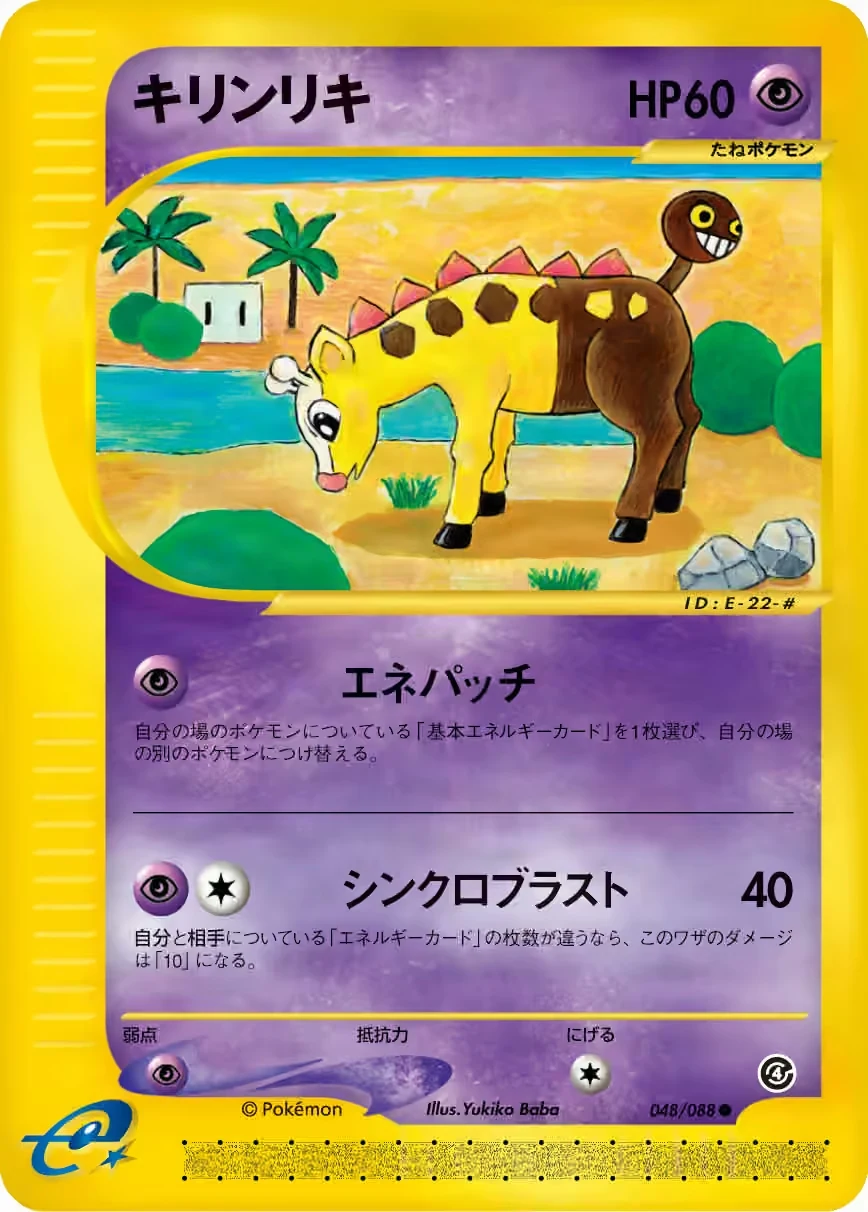 キリンリキ HP60
たねポケモン
ID:E-22-#
エネパッチ
自分の場のポケモンについている「基本エネルギーカード」を1枚選び、自分の場
の別のポケモンにつけ替える。
シンクロブラスト 40
自分と相手についている「エネルギーカード」の枚数が違うなら、このワザのダメージ
は「10」になる。
弱点 抵抗力 にげる
4
© Pokémon Illus.Yukiko Baba 048/088●
e